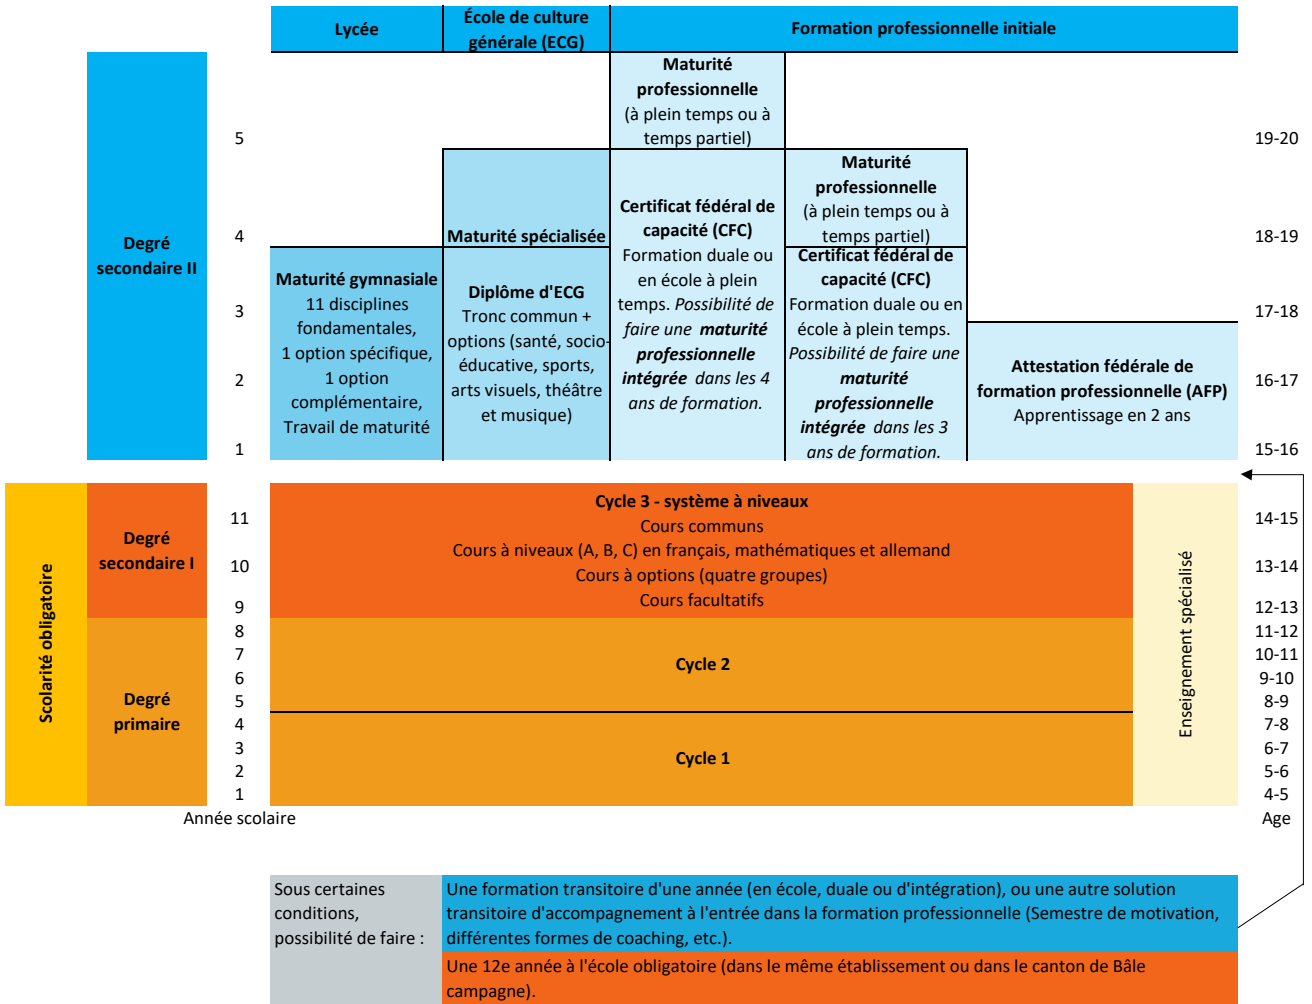 Lycée
École de culture
générale (ECG)
Formation professionnelle initiale
Degré
secondaire II
5
4
3
2
1
Maturité gymnasiale
11 disciplines
fondamentales,
1 option spécifique,
1 option
complémentaire,
Travail de maturité
Maturité spécialisée
Diplôme d'ECG
Tronc commun +
options (santé, socio-
éducative, sports,
arts visuels, théâtre
et musique)
Maturité
professionnelle
(à plein temps ou à
temps partiel)
Certificat fédéral de
capacité (CFC)
Formation duale ou
en école à plein
temps. Possibilité de
faire une maturité
professionnelle
intégrée dans les 4
ans de formation.
Maturité
professionnelle
(à plein temps ou à
temps partiel)
Certificat fédéral de
capacité (CFC)
Formation duale ou en
école à plein temps.
Possibilité de faire une
maturité
professionnelle
intégrée dans les 3
ans de formation.
Attestation fédérale de
formation professionnelle (AFP)
Apprentissage en 2 ans
19-20
18-19
17-18
16-17
15-16
Scolarité obligatoire
Degré
secondaire I
Degré
primaire
11
10
9
8
7
6
5
4
3
2
1
Année scolaire
Cycle 3 - système à niveaux
Cours communs
Cours à niveaux (A, B, C) en français, mathématiques et allemand
Cours à options (quatre groupes)
Cours facultatifs
Cycle 2
Cycle 1
Enseignement spécialisé
14-15
13-14
12-13
11-12
10-11
9-10
8-9
7-8
6-7
5-6
4-5
Age
Sous certaines
conditions,
possibilité de faire :
Une formation transitoire d'une année (en école, duale ou d'intégration), ou une autre solution
transitoire d'accompagnement à l'entrée dans la formation professionnelle (Semestre de motivation,
différentes formes de coaching, etc.).
Une 12e année à l'école obligatoire (dans le même établissement ou dans le canton de Bâle
campagne).